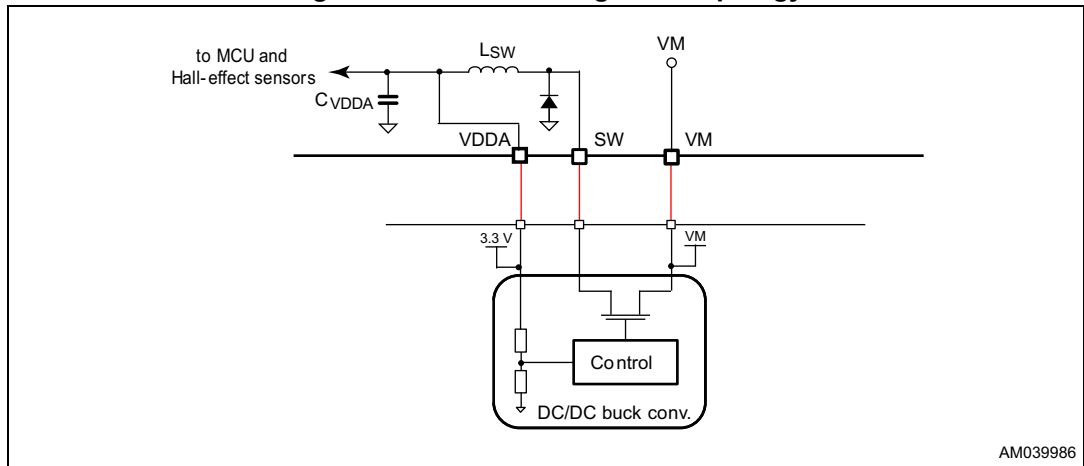 to MCU and
Hall-effect sensors
LSW
VM
CVDDA
VDDA
SW
VM
3.3 V
VM
Control
DC/DC buck conv.
AM039986